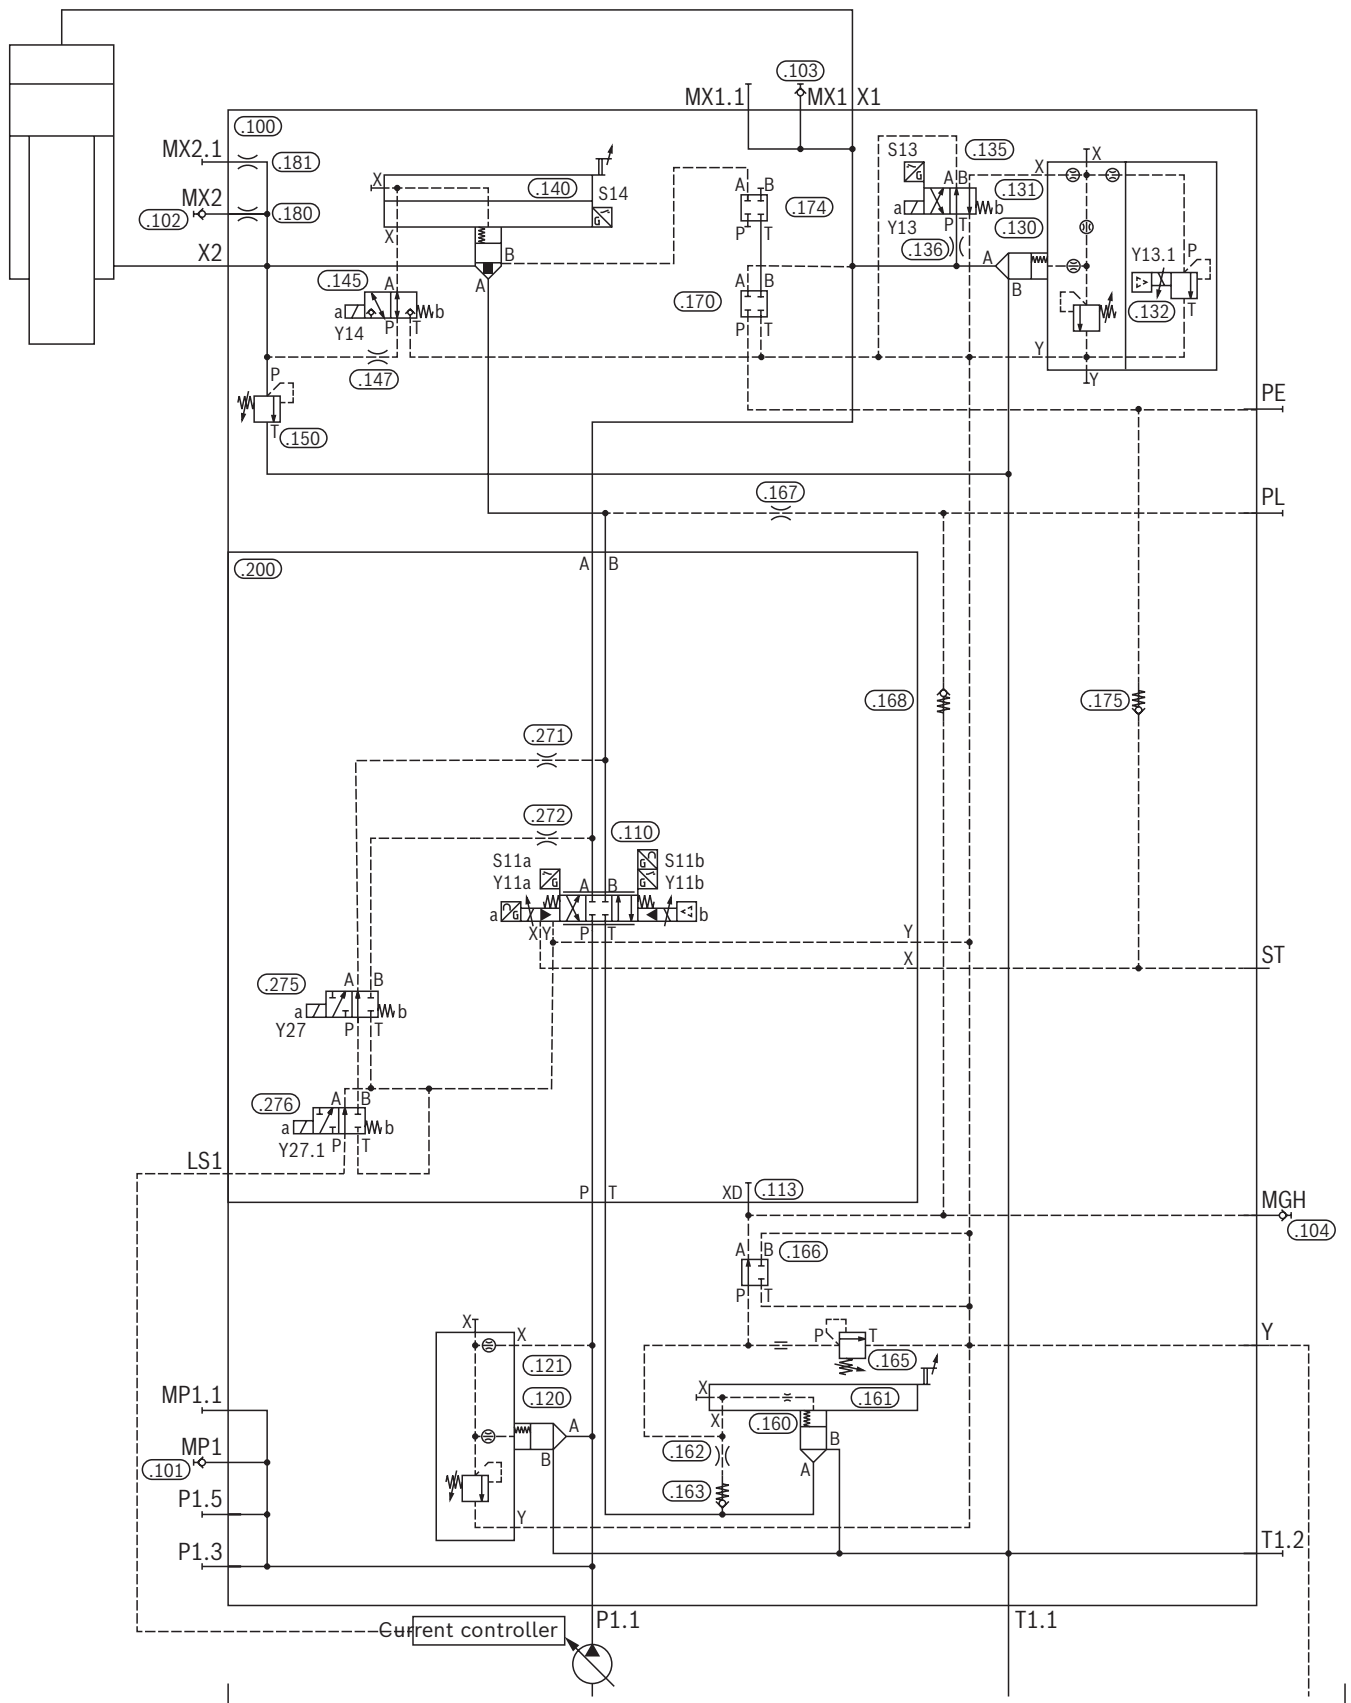 .103
MX1.1
MX1
X1
.100
MX2.1
.181
MX2
.102
.180
X2
X
.140
S14
X
B
A
.145
A
a
b
Y14
P
T
.147
P
T
.150
A
B
.174
P
T
A
B
.170
P
T
S13
.135
A
B
a
b
Y13
P
T
.136
X
X
.131
.130
A
B
Y13.1
P
.132
T
Y
Y
PE
.167
PL
.200
A
B
.168
.175
.271
.272
.110
S11a
S11b
Y11a
Y11b
A
B
a
b
X
Y
P
T
Y
X
ST
.275
A
B
a
b
Y27
P
T
.276
A
B
a
b
Y27.1
P
T
LS1
P
T
XD
.113
MGH
.104
A
B
.166
P
T
X
X
.121
.120
A
B
Y
P
T
.165
Y
X
.161
X
.160
B
.162
A
.163
MP1.1
MP1
.101
P1.5
P1.3
T1.2
P1.1
T1.1
Current controller